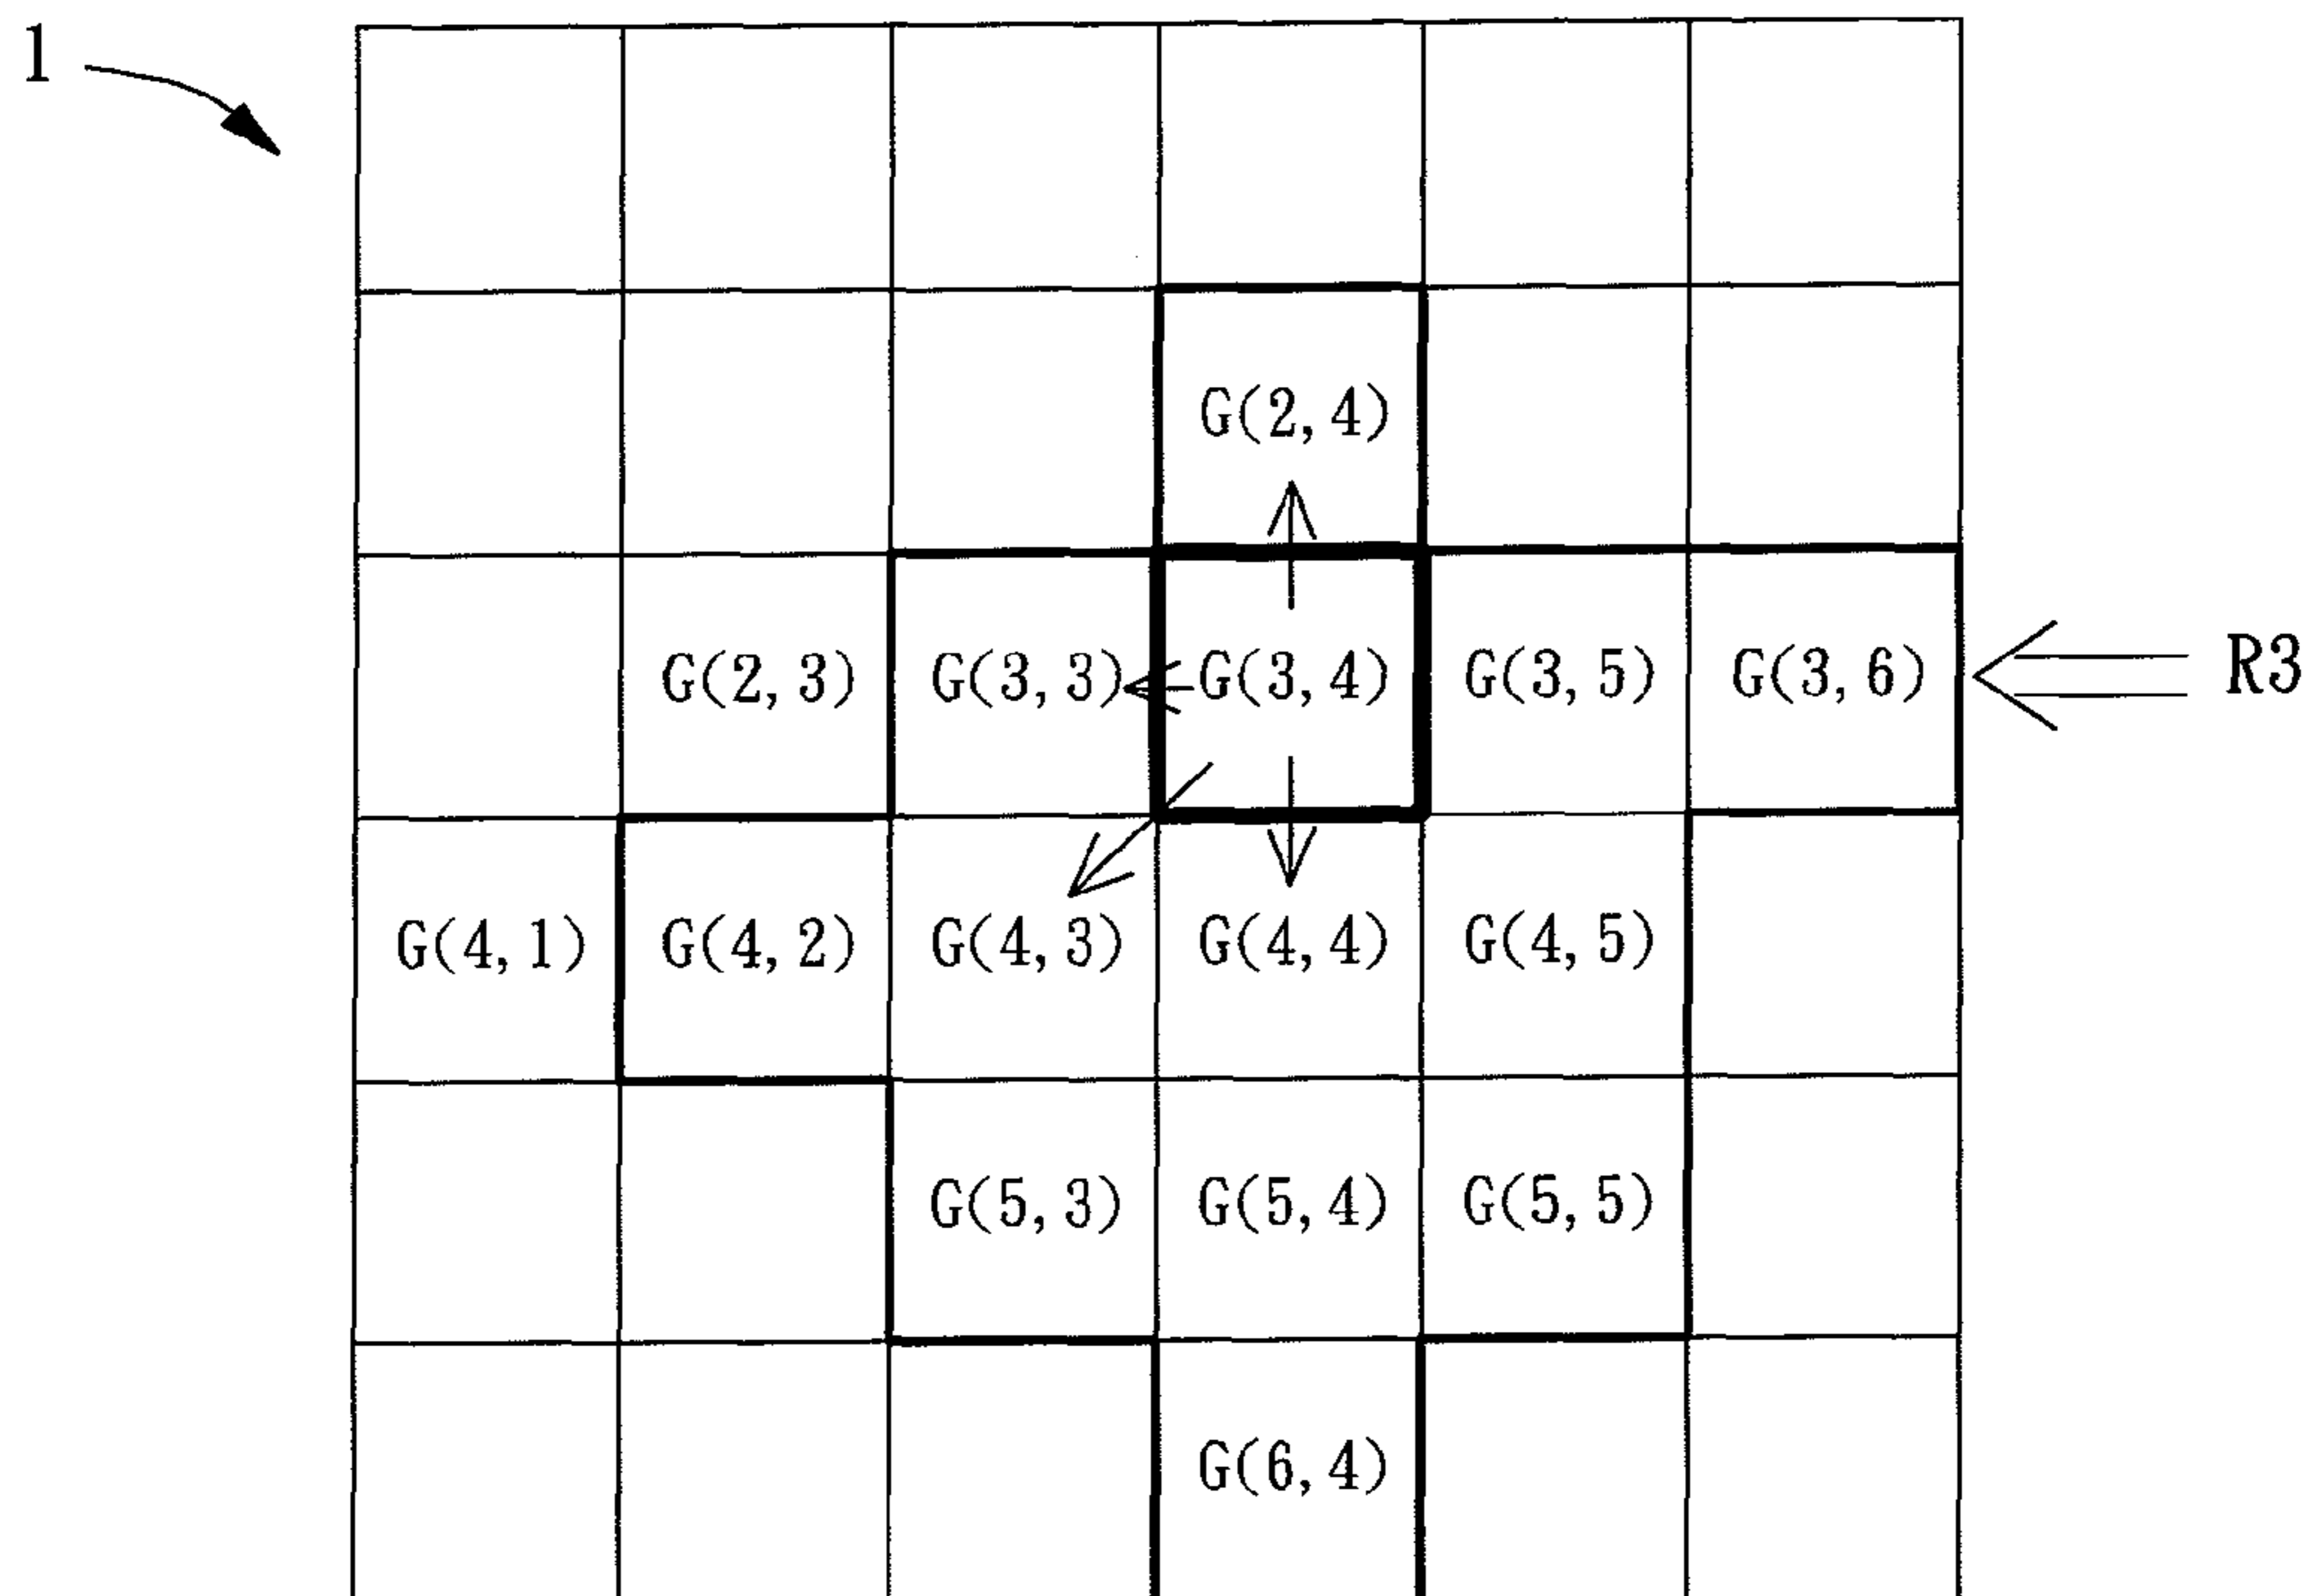 1
G(2,4)
G(2,3) G(3,3) G(3,4) G(3,5) G(3,6) R3
G(4,1) G(4,2) G(4,3) G(4,4) G(4,5)
G(5,3) G(5,4) G(5,5)
G(6,4)